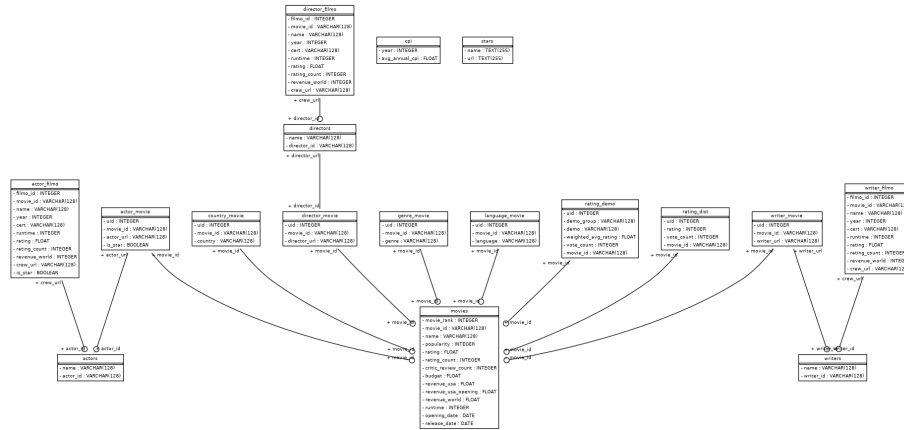 director_filmo
- filmo_id : INTEGER
- movie_id : VARCHAR(128)
- name : VARCHAR(128)
- year : INTEGER
- cert : VARCHAR(128)
- runtime : INTEGER
- rating : FLOAT
- rating_count : INTEGER
- revenue_world : INTEGER
- crew_url : VARCHAR(128)
cpi
- year : INTEGER
- avg_annual_cpi : FLOAT
stars
- name : TEXT(255)
- url : TEXT(255)
+ crew_url
+ director_id
directors
- name : VARCHAR(128)
- director_id : VARCHAR(128)
+ director_url
+ director_id
actor_filmo
- filmo_id : INTEGER
- movie_id : VARCHAR(128)
- name : VARCHAR(128)
- year : INTEGER
- cert : VARCHAR(128)
- runtime : INTEGER
- rating : FLOAT
- rating_count : INTEGER
- revenue_world : INTEGER
- crew_url : VARCHAR(128)
- is_star : BOOLEAN
+ crew_url
actor_movie
- uid : INTEGER
- movie_id : VARCHAR(128)
- actor_url : VARCHAR(128)
- is_star : BOOLEAN
+ actor_url
+ movie_id
country_movie
- uid : INTEGER
- movie_id : VARCHAR(128)
- country : VARCHAR(128)
+ movie_id
director_movie
- uid : INTEGER
- movie_id : VARCHAR(128)
- director_url : VARCHAR(128)
+ movie_id
genre_movie
- uid : INTEGER
- movie_id : VARCHAR(128)
- genre : VARCHAR(128)
+ movie_id
language_movie
- uid : INTEGER
- movie_id : VARCHAR(128)
- language : VARCHAR(128)
+ movie_id
rating_demo
- uid : INTEGER
- demo_group : VARCHAR(128)
- demo : VARCHAR(128)
- weighted_avg_rating : FLOAT
- vote_count : INTEGER
- movie_id : VARCHAR(128)
+ movie_id
rating_dist
- uid : INTEGER
- rating : INTEGER
- vote_count : INTEGER
- movie_id : VARCHAR(128)
+ movie_id
writer_movie
- uid : INTEGER
- movie_id : VARCHAR(128)
- writer_url : VARCHAR(128)
+ movie_id
+ writer_url
writer_filmo
- filmo_id : INTEGER
- movie_id : VARCHAR(12
- name : VARCHAR(128)
- year : INTEGER
- cert : VARCHAR(128)
- runtime : INTEGER
- rating : FLOAT
- rating_count : INTEGER
- revenue_world : INTEG
- crew_url : VARCHAR(12
+ crew_url
+ movie_id
+ movie_id
+ movie_id
+ movie_id
+ movie_id
+ movie_id
+ movie_id
+ movie_id
movies
- movie_rank : INTEGER
- movie_id : VARCHAR(128)
- name : VARCHAR(128)
- popularity : INTEGER
- rating : FLOAT
- rating_count : INTEGER
- critic_review_count : INTEGER
- budget : FLOAT
- revenue_usa : FLOAT
- revenue_usa_opening : FLOAT
- revenue_world : FLOAT
- runtime : INTEGER
- opening_date : DATE
- release_date : DATE
+ actor_id
+ actor_id
actors
- name : VARCHAR(128)
- actor_id : VARCHAR(128)
writers
- name : VARCHAR(128)
- writer_id : VARCHAR(128)